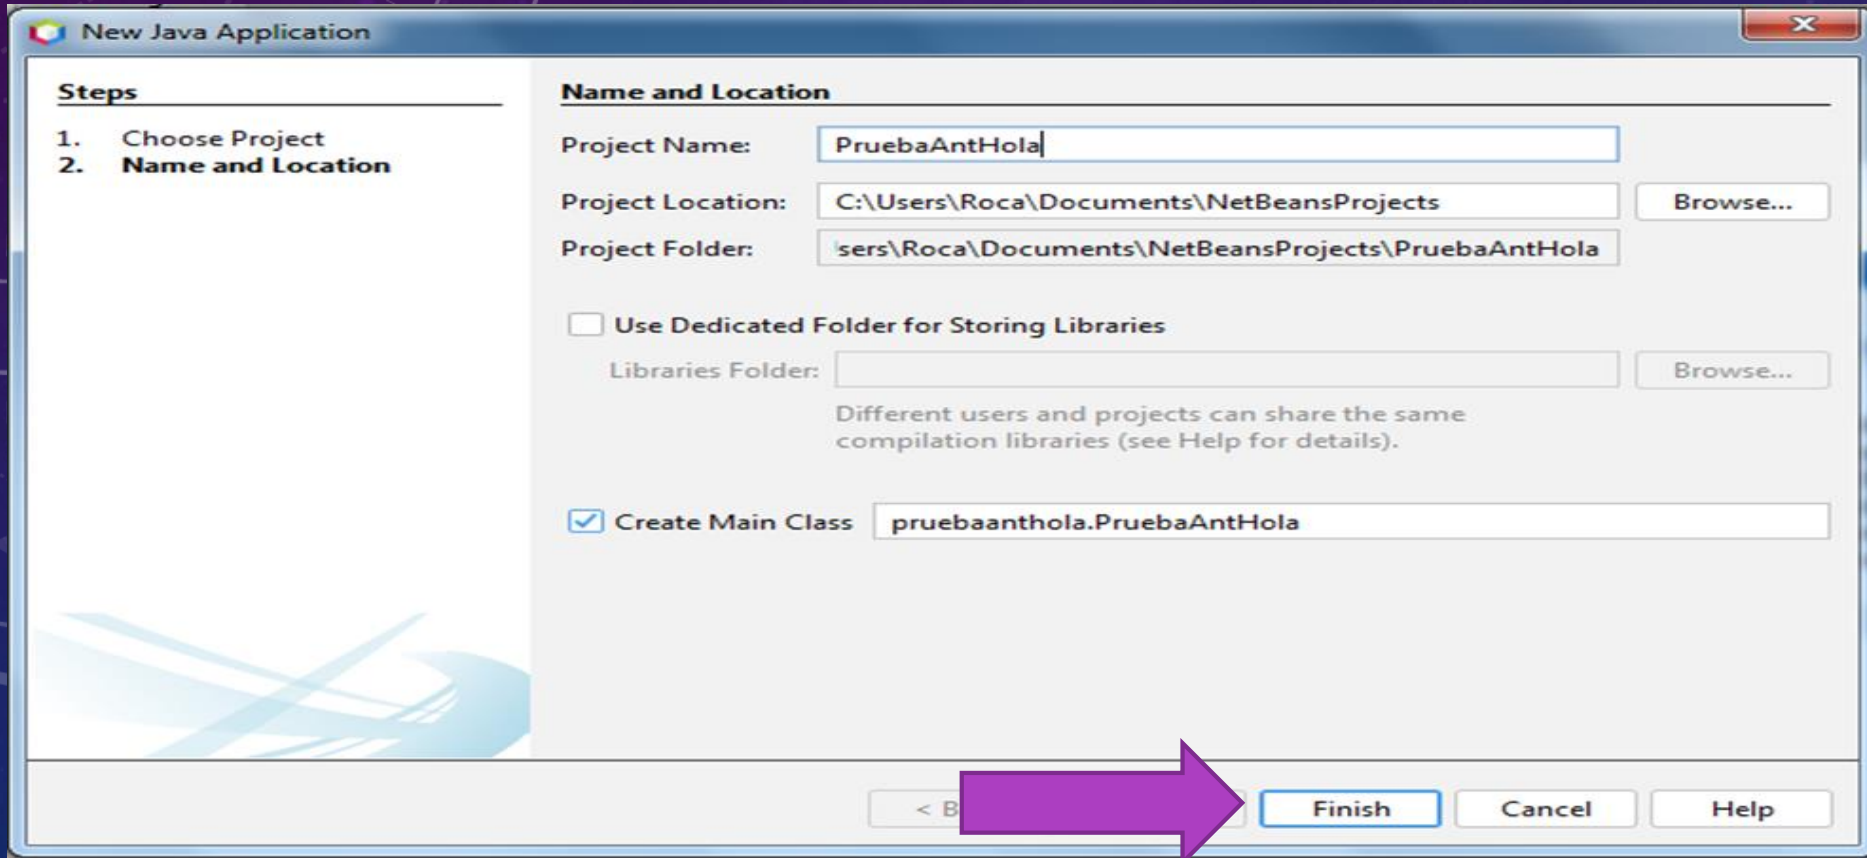 New Java Application
Steps
1. Choose Project
2. Name and Location
Name and Location
Project Name: PruebaAntHola
Project Location: C:\Users\Roca\Documents\NetBeansProjects Browse...
Project Folder: sers\Roca\Documents\NetBeansProjects\PruebaAntHola
Use Dedicated Folder for Storing Libraries
Libraries Folder: Browse...
Different users and projects can share the same
compilation libraries (see Help for details).
Create Main Class pruebaanthola.PruebaAntHola
Finish Cancel Help